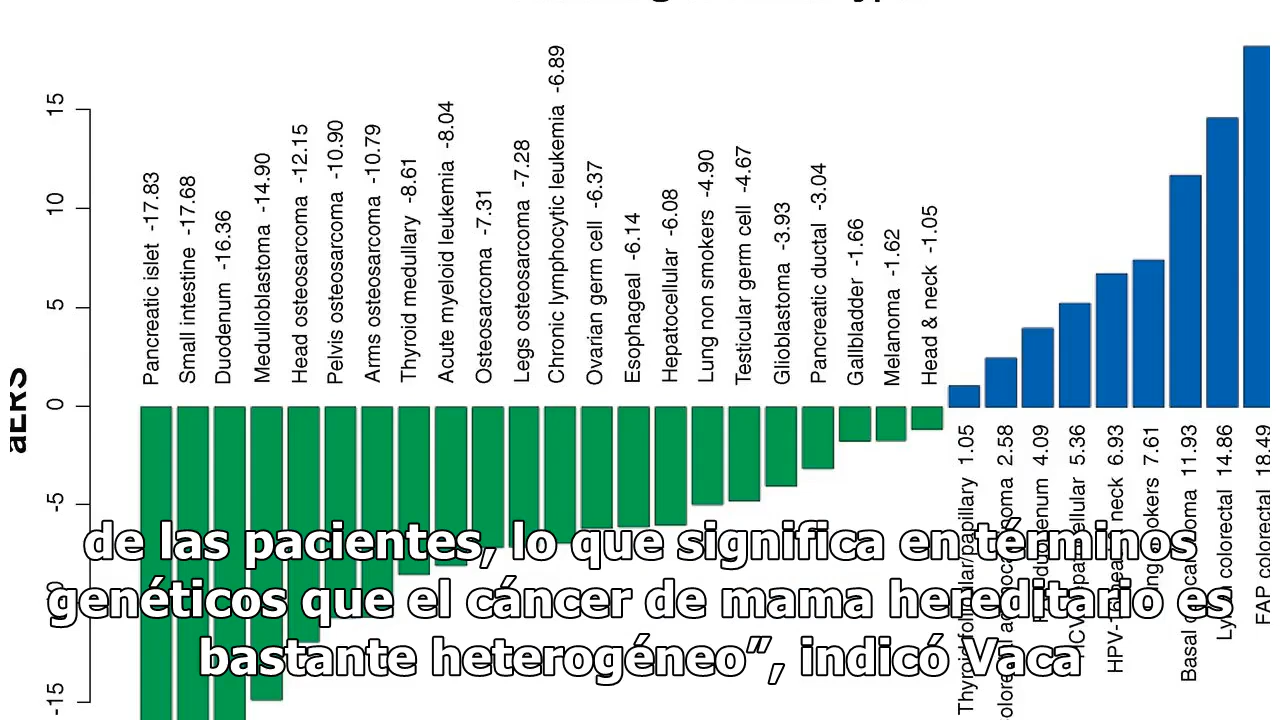 15
10
5
0
-5
-15
aERS
Pancreatic islet -17.83
Small intestine -17.68
Duodenum -16.36
Medulloblastoma -14.90
Head osteosarcoma -12.15
Pelvis osteosarcoma -10.90
Arms osteosarcoma -10.79
Thyroid medullary -8.61
Acute myeloid leukemia -8.04
Osteosarcoma -7.31
Legs osteosarcoma -7.28
Chronic lymphocytic leukemia -6.89
Ovarian germ cell -6.37
Esophageal -6.14
Hepatocellular -6.08
Lung non smokers -4.90
Testicular germ cell -4.67
Glioblastoma -3.93
Pancreatic ductal -3.04
Gallbladder -1.66
Melanoma -1.62
Head & neck -1.05
Thyroid follicular/papillary 1.05
2.58
4.09
5.36
neck 6.93
7.61
Basal 11.93
colorectal 14.86
FAP colorectal 18.49
de las pacientes, lo que significa en términos
genéticos que el cáncer de mama hereditario es
bastante heterogéneo”, indicó Vaca